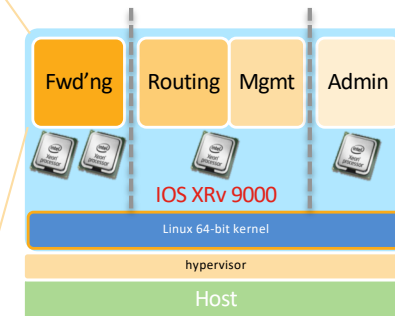 Fwd'ng Routing Mgmt Admin
IOS XRv 9000
Linux 64-bit kernel
hypervisor
Host